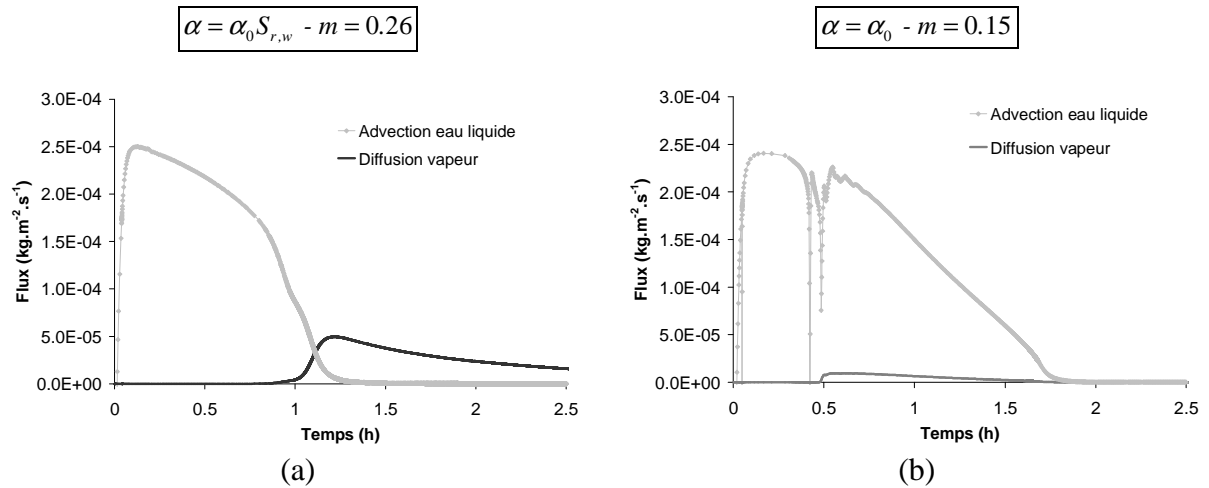 α = α₀S_{r,w} - m = 0.26
α = α₀ - m = 0.15
3.0E-04
2.5E-04
2.0E-04
1.5E-04
1.0E-04
5.0E-05
0.0E+00
Flux (kg.m⁻².s⁻¹)
Advection eau liquide
Diffusion vapeur
0 0.5 1 1.5 2 2.5
Temps (h)
(a)
3.0E-04
2.5E-04
2.0E-04
1.5E-04
1.0E-04
5.0E-05
0.0E+00
Flux (kg.m⁻².s⁻¹)
Advection eau liquide
Diffusion vapeur
0 0.5 1 1.5 2 2.5
Temps (h)
(b)